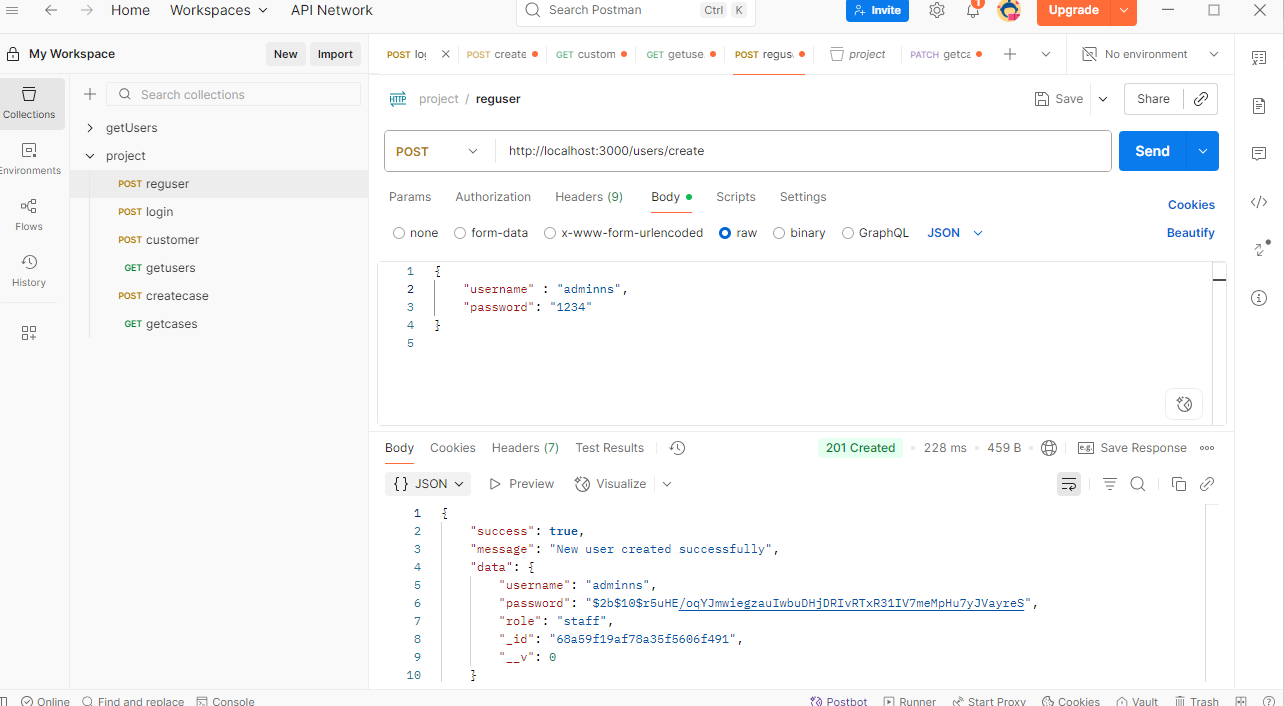 Home Workspaces API Network Search Postman Ctrl K Invite 1 Upgrade
My Workspace New Import
POST log POST create GET custom GET getuse POST regus project PATCH getca No environment
Collections
Environments
Flows
History
Search collections
getUsers
project
POST reguser
POST login
POST customer
GET getusers
POST createcase
GET getcases
HTTP project / reguser Save Share
POST http://localhost:3000/users/create Send
Params Authorization Headers (9) Body Scripts Settings Cookies
none form-data x-www-form-urlencoded raw binary GraphQL JSON Beautify
1 {
2 "username" : "adminns",
3 "password": "1234"
4 }
5
Body Cookies Headers (7) Test Results 201 Created 228 ms 459 B e.g. Save Response
{} JSON Preview Visualize
1 {
2 "success": true,
3 "message": "New user created successfully",
4 "data": {
5 "username": "adminns",
6 "password": "$2b$10$r5uHE/oqYJmwiegzauIwbuDHjDRIvRTxR31IV7meMpHu7yJVayreS",
7 "role": "staff",
8 "_id": "68a59f19af78a35f5606f491",
9 "__v": 0
10 }
Online Find and replace Console Postbot Runner Start Proxy Cookies Vault Trash